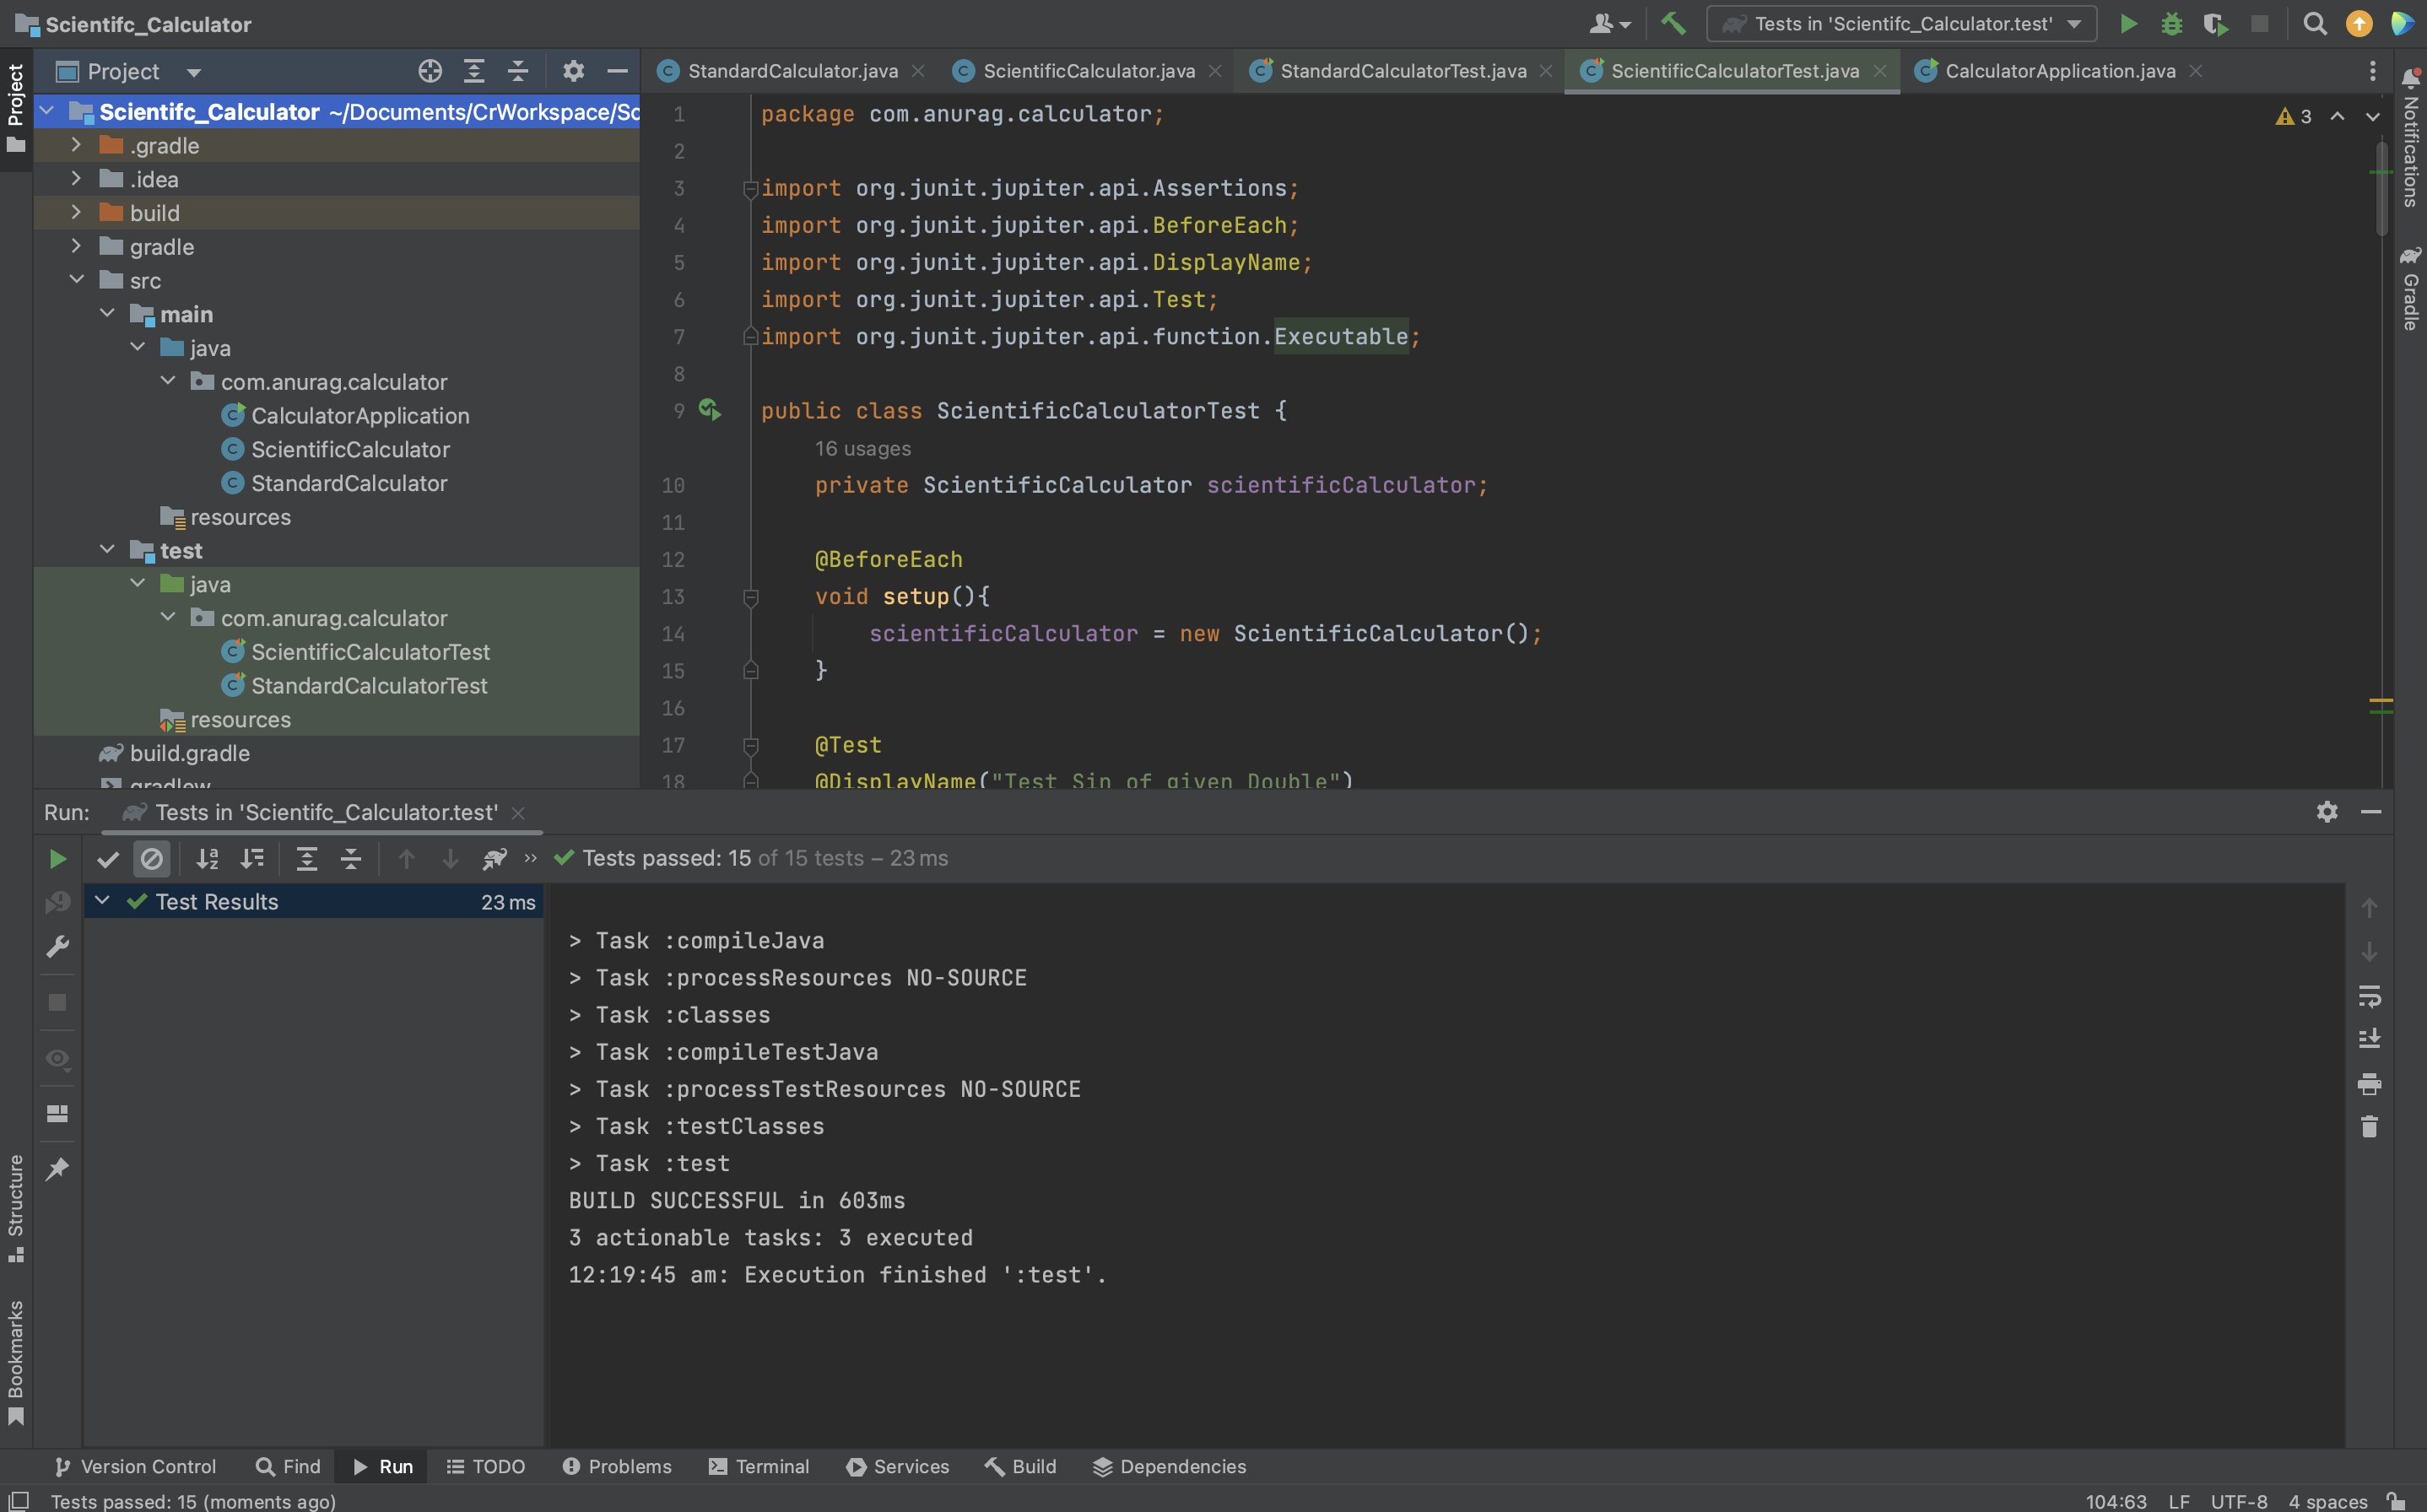 Scientifc_Calculator
Tests in 'Scientifc_Calculator.test'
Project
Project
StandardCalculator.java
ScientificCalculator.java
StandardCalculatorTest.java
ScientificCalculatorTest.java
CalculatorApplication.java
Notifications
Gradle
Scientifc_Calculator ~/Documents/CrWorkspace/Sc
.gradle
.idea
build
gradle
src
main
java
com.anurag.calculator
CalculatorApplication
ScientificCalculator
StandardCalculator
resources
test
java
com.anurag.calculator
ScientificCalculatorTest
StandardCalculatorTest
resources
build.gradle
gradlew
3
1 package com.anurag.calculator;
2
3 import org.junit.jupiter.api.Assertions;
4 import org.junit.jupiter.api.BeforeEach;
5 import org.junit.jupiter.api.DisplayName;
6 import org.junit.jupiter.api.Test;
7 import org.junit.jupiter.api.function.Executable;
8
9 public class ScientificCalculatorTest {
16 usages
10 private ScientificCalculator scientificCalculator;
11
12 @BeforeEach
13 void setup(){
14 scientificCalculator = new ScientificCalculator();
15 }
16
17 @Test
18 @DisplayName("Test Sin of given Double")
Run: Tests in 'Scientifc_Calculator.test'
Tests passed: 15 of 15 tests – 23 ms
Test Results 23 ms
> Task :compileJava
> Task :processResources NO-SOURCE
> Task :classes
> Task :compileTestJava
> Task :processTestResources NO-SOURCE
> Task :testClasses
> Task :test
BUILD SUCCESSFUL in 603ms
3 actionable tasks: 3 executed
12:19:45 am: Execution finished ':test'.
Structure
Bookmarks
Version Control Find Run TODO Problems Terminal Services Build Dependencies
Tests passed: 15 (moments ago)
104:63 LF UTF-8 4 spaces